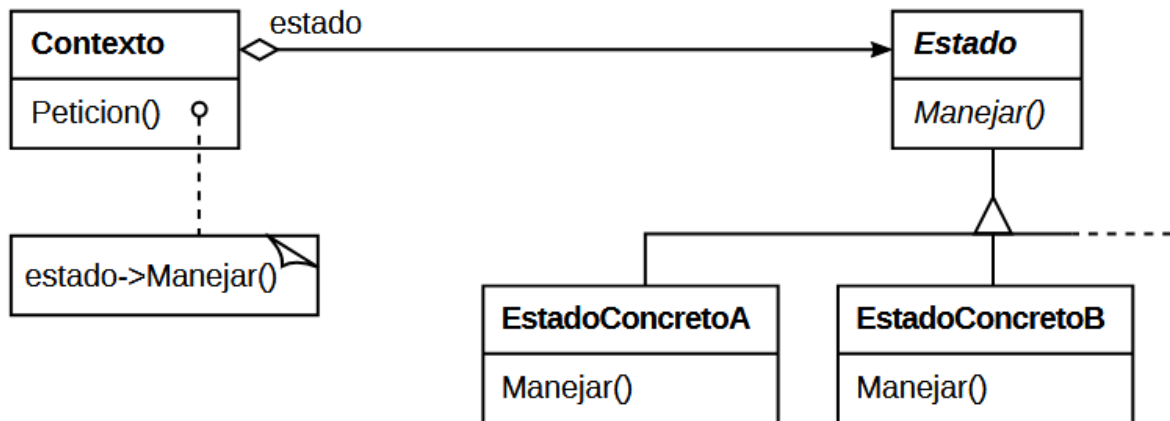 estado
Contexto
Estado
Peticion()
Manejar()
estado->Manejar()
EstadoConcretoA
EstadoConcretoB
Manejar()
Manejar()